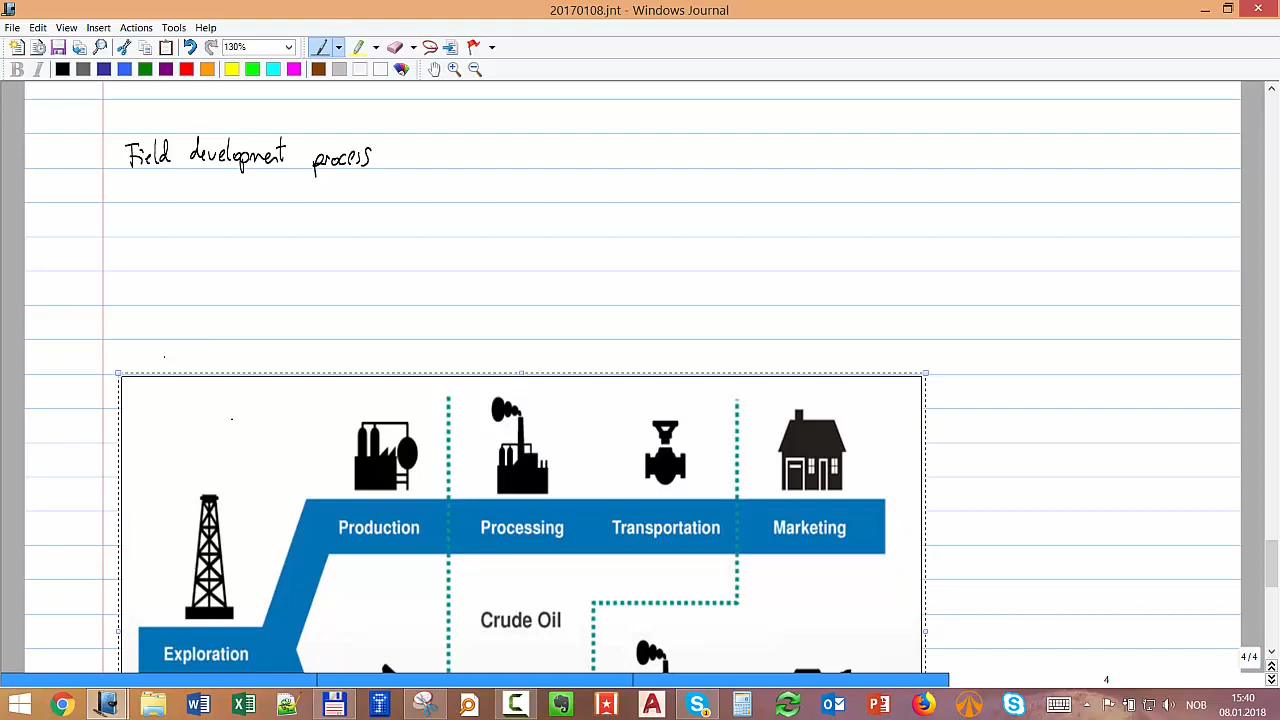 20170108.jnt - Windows Journal
File Edit View Insert Actions Tools Help
130%
B I
Field development process
Production Processing Transportation Marketing
Crude Oil
Exploration
4/4
4
15:40
NOB
08.01.2018